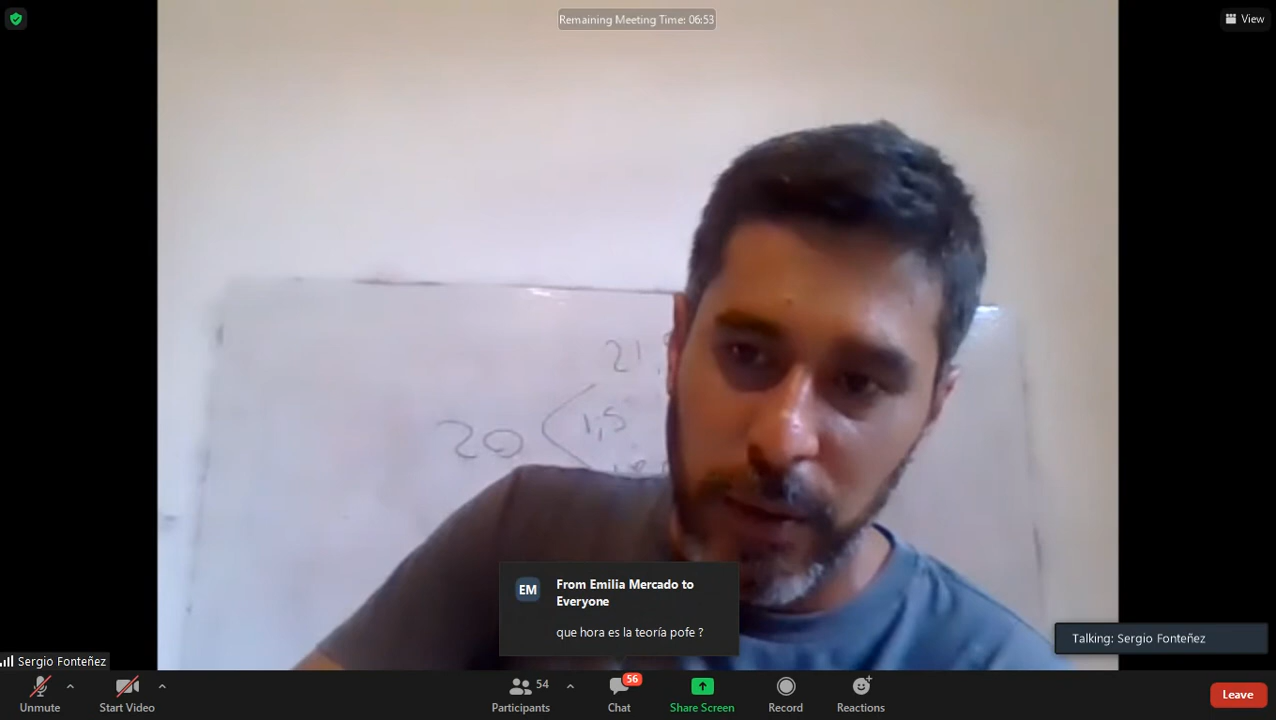 Remaining Meeting Time: 06:53
View
21,
1,5
20
EM
From Emilia Mercado to
Everyone
que hora es la teoría pofe ?
Talking: Sergio Fonteñez
Sergio Fonteñez
54
56
Unmute
Start Video
Participants
Chat
Share Screen
Record
Reactions
Leave